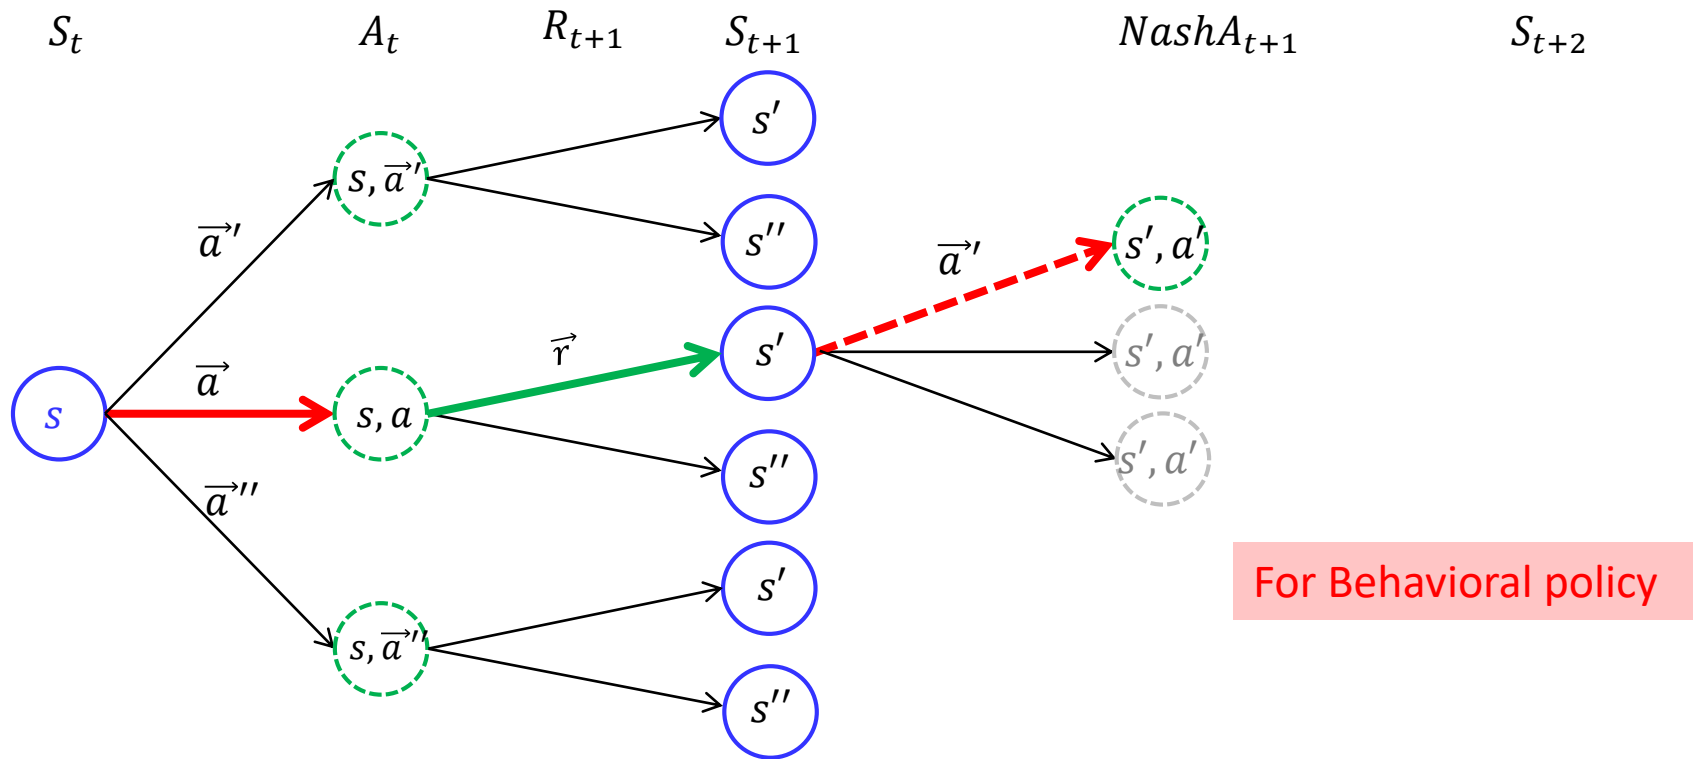 S_t A_t R_{t+1} S_{t+1} NashA_{t+1} S_{t+2}
s'
s, a⃗'
a⃗' s'' a⃗' s', a'
a⃗ r⃗ s' s', a'
s s, a
a⃗'' s'' s', a'
s'
For Behavioral policy
s, a⃗''
s''